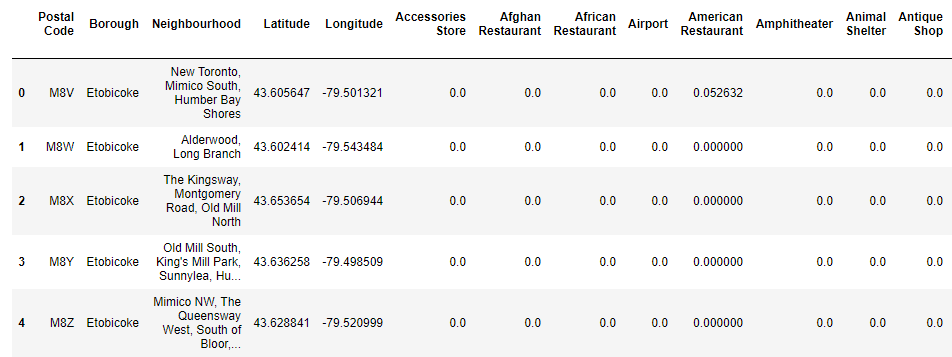 Postal Code Borough Neighbourhood Latitude Longitude Accessories Store Afghan Restaurant African Restaurant Airport American Restaurant Amphitheater Animal Shelter Antique Shop
0 M8V Etobicoke New Toronto, Mimico South, Humber Bay Shores 43.605647 -79.501321 0.0 0.0 0.0 0.0 0.052632 0.0 0.0 0.0
1 M8W Etobicoke Alderwood, Long Branch 43.602414 -79.543484 0.0 0.0 0.0 0.0 0.000000 0.0 0.0 0.0
2 M8X Etobicoke The Kingsway, Montgomery Road, Old Mill North 43.653654 -79.506944 0.0 0.0 0.0 0.0 0.000000 0.0 0.0 0.0
3 M8Y Etobicoke Old Mill South, King's Mill Park, Sunnylea, Hu... 43.636258 -79.498509 0.0 0.0 0.0 0.0 0.000000 0.0 0.0 0.0
4 M8Z Etobicoke Mimico NW, The Queensway West, South of Bloor,... 43.628841 -79.520999 0.0 0.0 0.0 0.0 0.000000 0.0 0.0 0.0